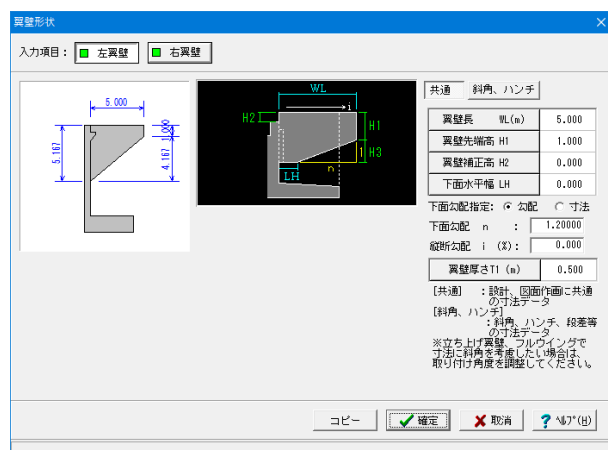 翼壁形状
入力項目： 左翼壁 右翼壁
5.000
5.167
1.000
4.167
WL
i
H2
H1
1
H3
n
LH
共通 斜角、ハンチ
翼壁長 WL(m) 5.000
翼壁先端高 H1 1.000
翼壁補正高 H2 0.000
下面水平幅 LH 0.000
下面勾配指定: 勾配 寸法
下面勾配 n : 1.20000
縦断勾配 i (%): 0.000
翼壁厚さT1 (m) 0.500
[共通] ：設計、図面作画に共通
の寸法データ
[斜角、ハンチ]
：斜角、ハンチ、段差等
の寸法データ
※立ち上げ翼壁、フルウイングで
寸法に斜角を考慮したい場合は、
取り付け角度を調整してください。
コピー 確定 取消 ? ﾍﾙﾌﾟ(H)